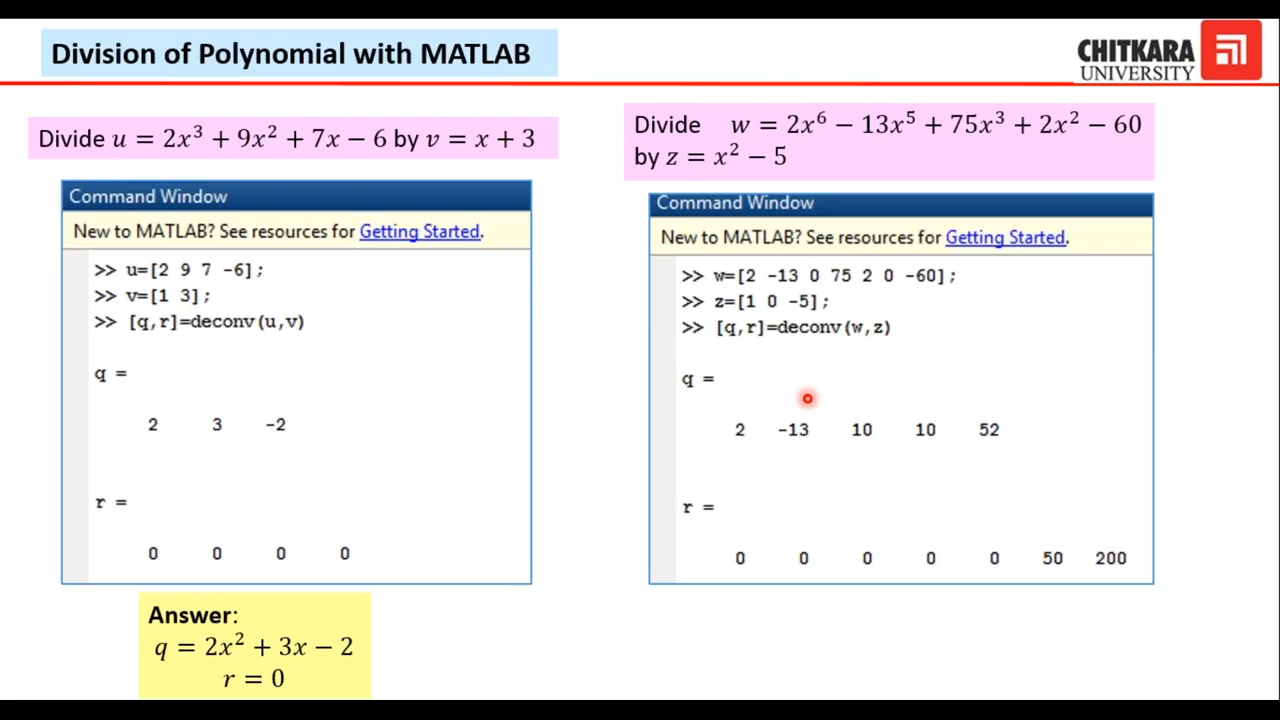 Division of Polynomial with MATLAB
CHITKARA
UNIVERSITY
Divide u = 2x³ + 9x² + 7x − 6 by v = x + 3
Command Window
New to MATLAB? See resources for Getting Started.
>> u=[2 9 7 -6];
>> v=[1 3];
>> [q,r]=deconv(u,v)
q =
2 3 -2
r =
0 0 0 0
Answer:
q = 2x² + 3x − 2
r = 0
Divide w = 2x⁶ − 13x⁵ + 75x³ + 2x² − 60
by z = x² − 5
Command Window
New to MATLAB? See resources for Getting Started.
>> w=[2 -13 0 75 2 0 -60];
>> z=[1 0 -5];
>> [q,r]=deconv(w,z)
q =
2 -13 10 10 52
r =
0 0 0 0 0 50 200